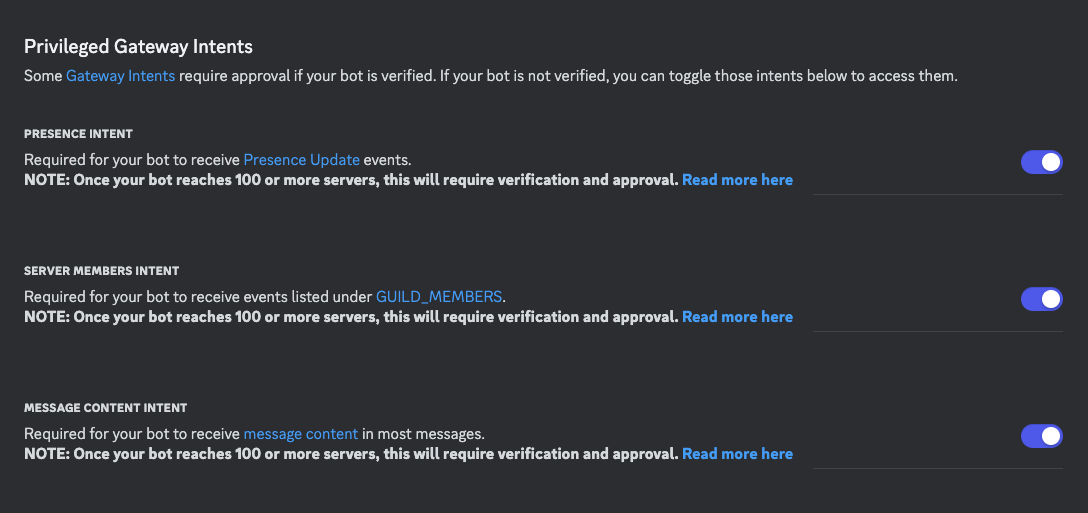 Privileged Gateway Intents
Some Gateway Intents require approval if your bot is verified. If your bot is not verified, you can toggle those intents below to access them.
PRESENCE INTENT
Required for your bot to receive Presence Update events.
NOTE: Once your bot reaches 100 or more servers, this will require verification and approval. Read more here
SERVER MEMBERS INTENT
Required for your bot to receive events listed under GUILD_MEMBERS.
NOTE: Once your bot reaches 100 or more servers, this will require verification and approval. Read more here
MESSAGE CONTENT INTENT
Required for your bot to receive message content in most messages.
NOTE: Once your bot reaches 100 or more servers, this will require verification and approval. Read more here